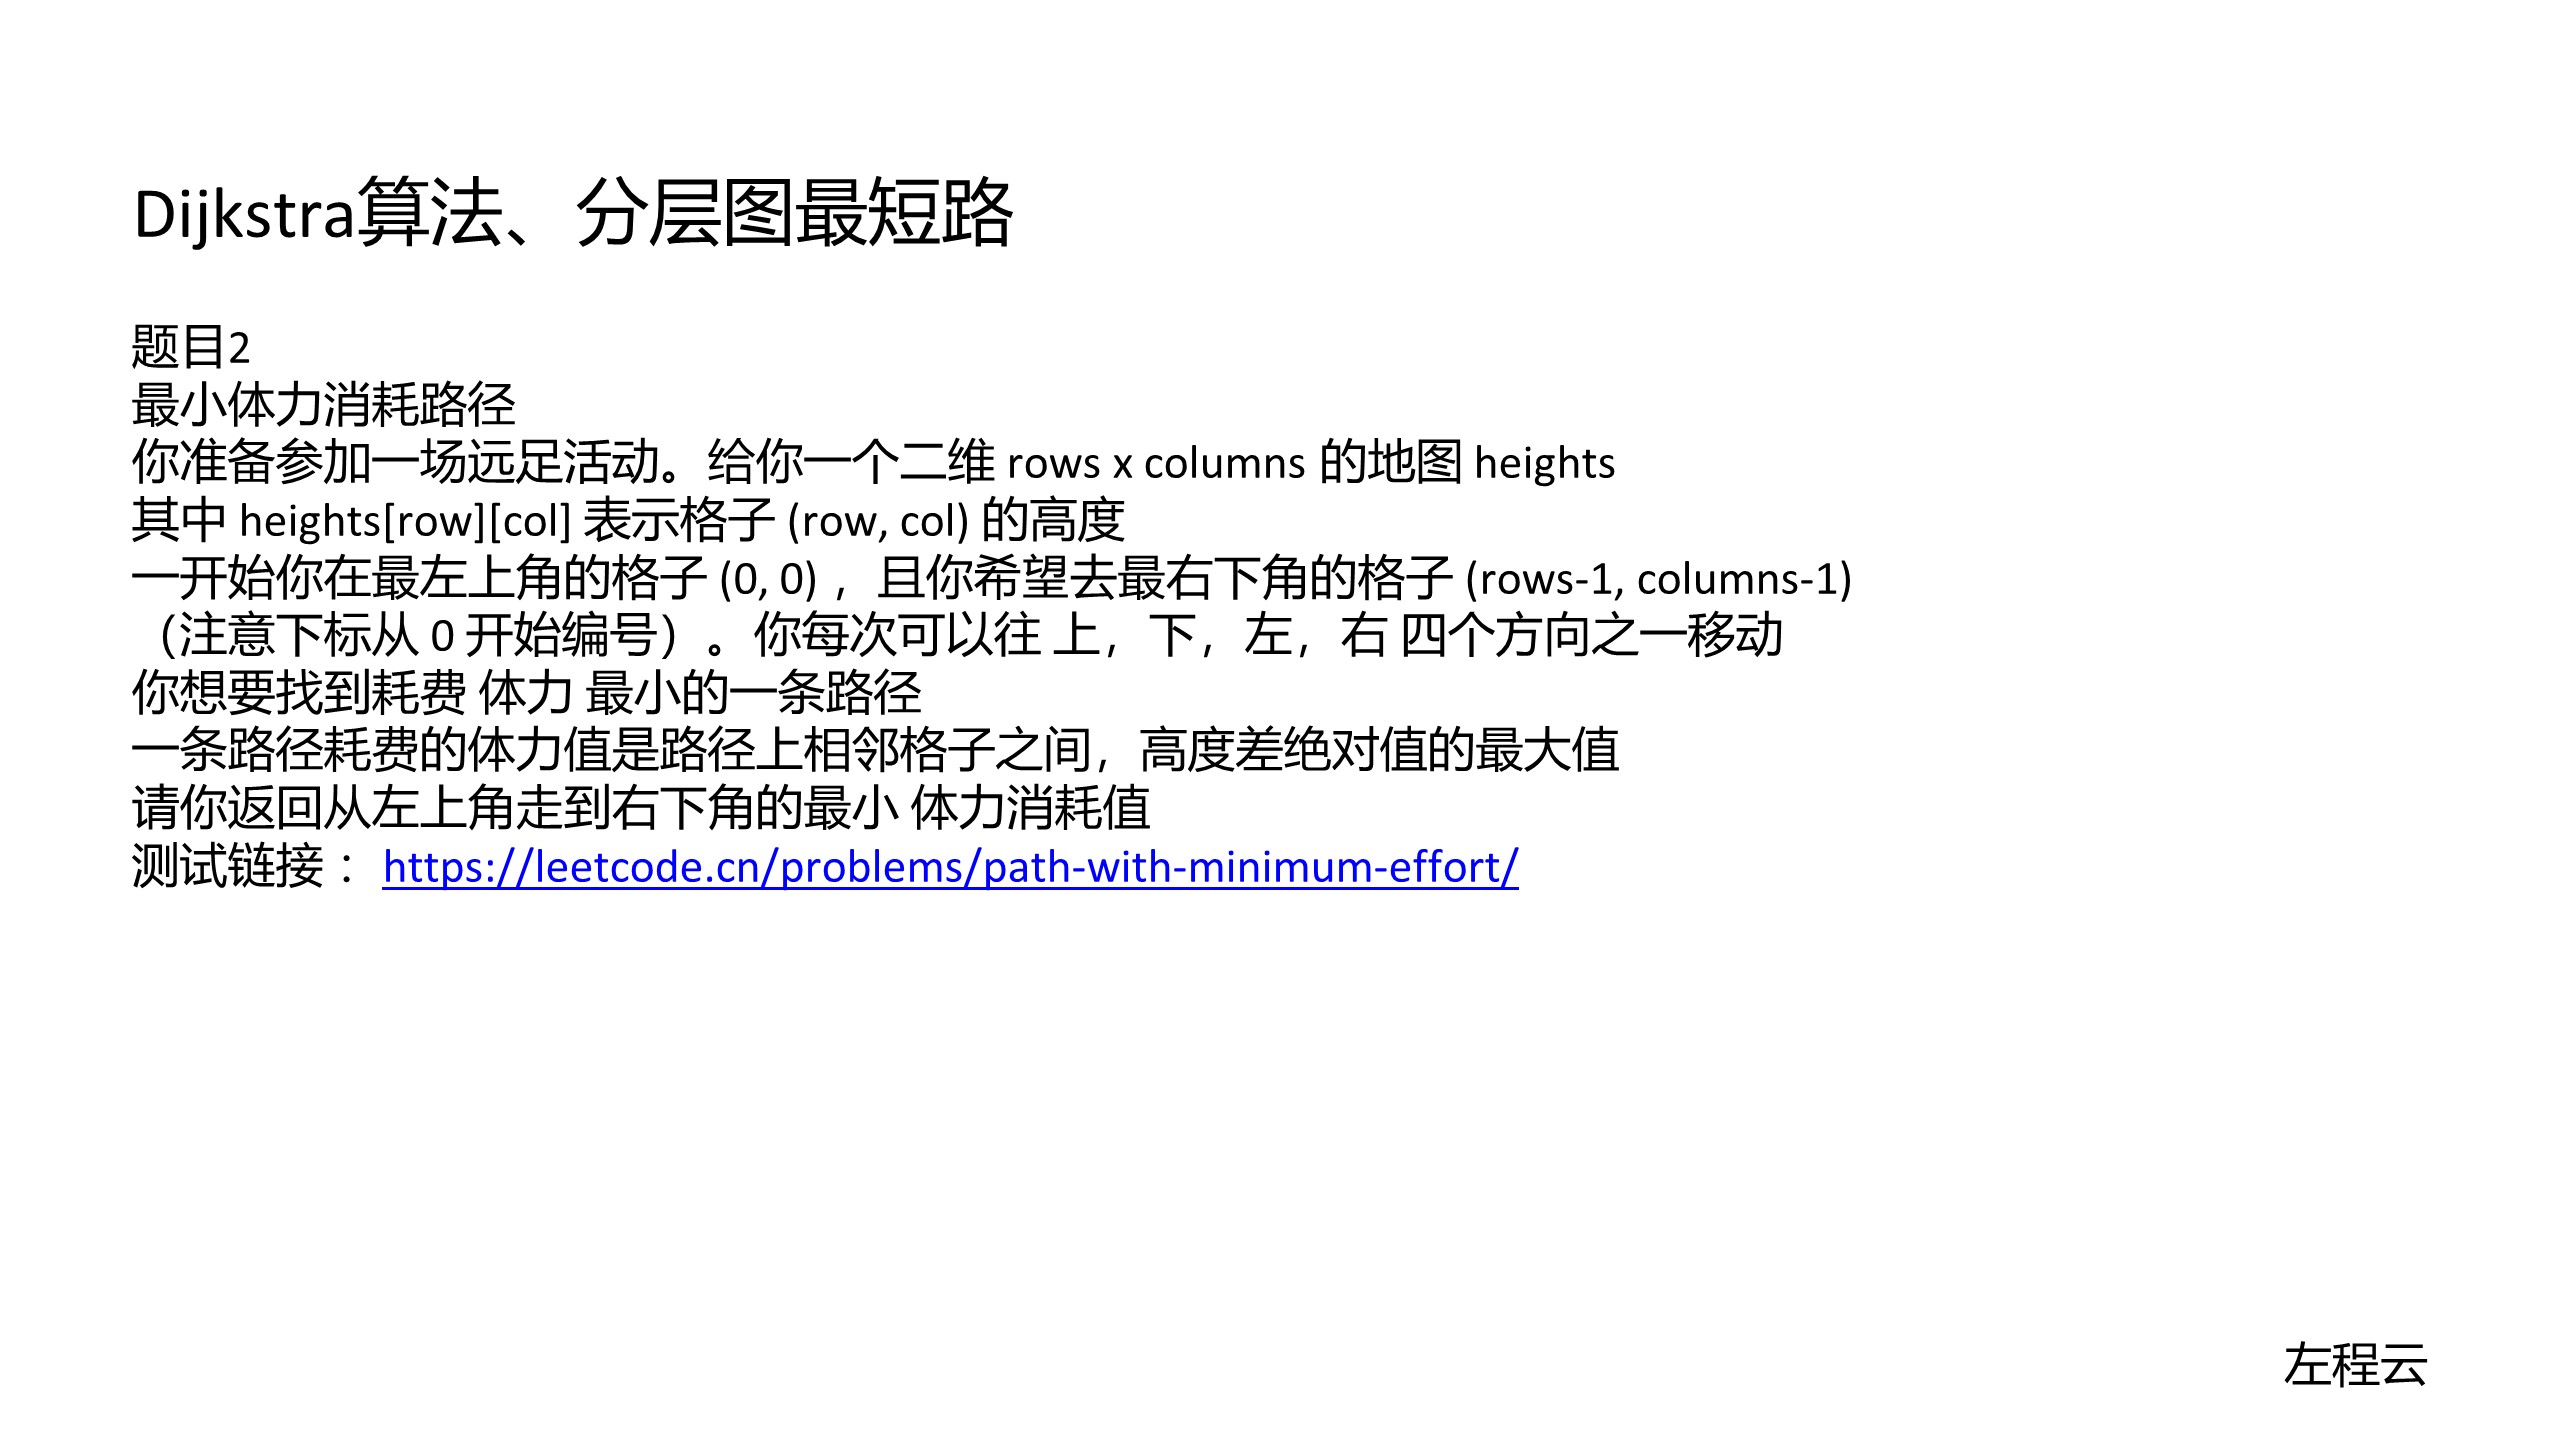 Dijkstra算法、分层图最短路
题目2
最小体力消耗路径
你准备参加一场远足活动。给你一个二维 rows x columns 的地图 heights
其中 heights[row][col] 表示格子 (row, col) 的高度
一开始你在最左上角的格子 (0, 0) ，且你希望去最右下角的格子 (rows-1, columns-1)
（注意下标从 0 开始编号）。你每次可以往 上，下，左，右 四个方向之一移动
你想要找到耗费 体力 最小的一条路径
一条路径耗费的体力值是路径上相邻格子之间，高度差绝对值的最大值
请你返回从左上角走到右下角的最小 体力消耗值
测试链接 : https://leetcode.cn/problems/path-with-minimum-effort/
左程云